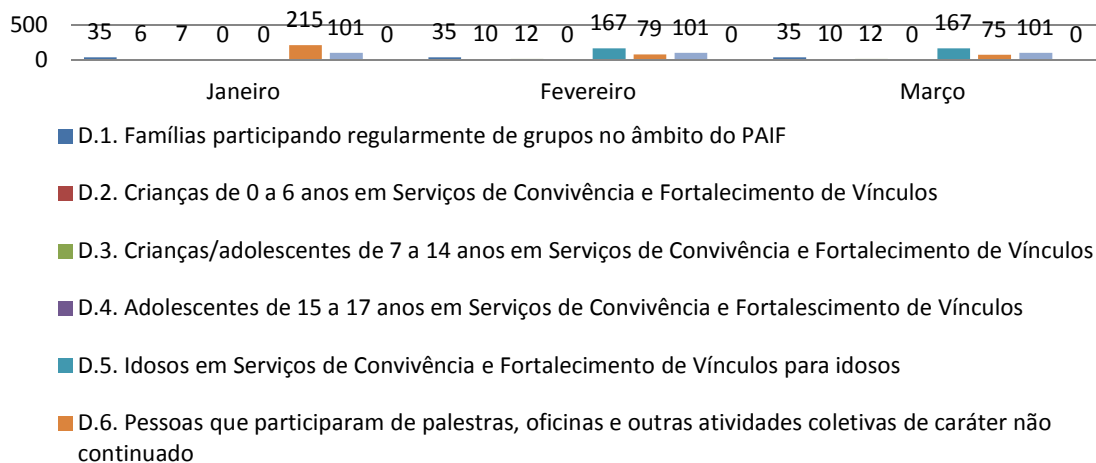 500
0
35 6 7 0 0 215 101 0 35 10 12 0 167 79 101 0 35 10 12 0 167 75 101 0
Janeiro Fevereiro Março
D.1. Famílias participando regularmente de grupos no âmbito do PAIF
D.2. Crianças de 0 a 6 anos em Serviços de Convivência e Fortalecimento de Vínculos
D.3. Crianças/adolescentes de 7 a 14 anos em Serviços de Convivência e Fortalecimento de Vínculos
D.4. Adolescentes de 15 a 17 anos em Serviços de Convivência e Fortalescimento de Vínculos
D.5. Idosos em Serviços de Convivência e Fortalecimento de Vínculos para idosos
D.6. Pessoas que participaram de palestras, oficinas e outras atividades coletivas de caráter não
continuado